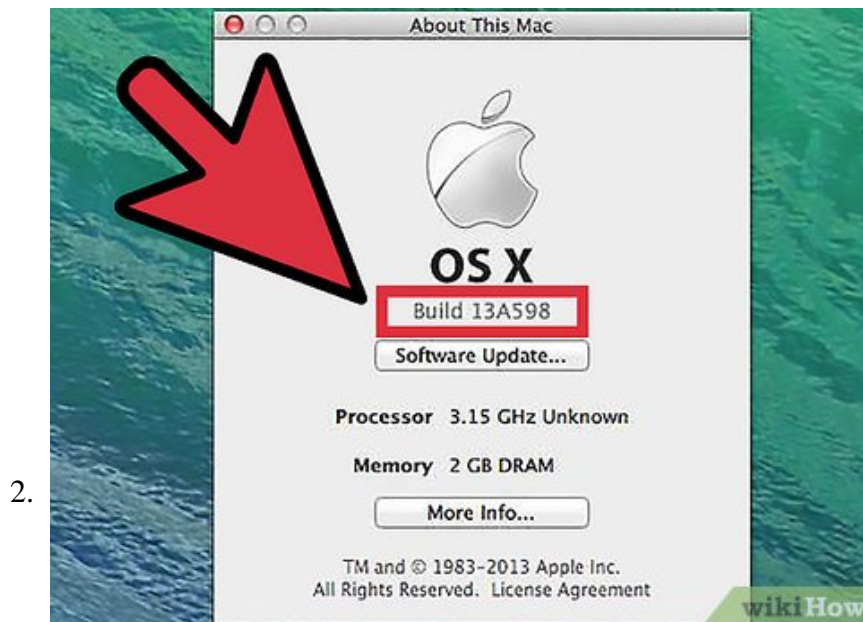 About This Mac
OS X
Build 13A598
Software Update...
Processor 3.15 GHz Unknown
Memory 2 GB DRAM
2.
More Info...
TM and © 1983-2013 Apple Inc.
All Rights Reserved. License Agreement
wikiHow